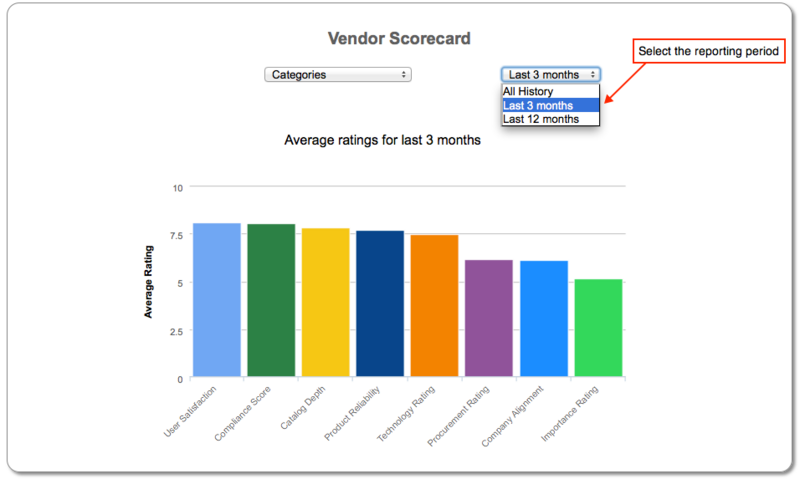 Vendor Scorecard
Select the reporting period
Categories
Last 3 months
All History
Last 3 months
Last 12 months
Average ratings for last 3 months
Average Rating
10
7.5
5
2.5
0
User Satisfaction
Compliance Score
Catalog Depth
Product Reliability
Technology Rating
Procurement Rating
Company Alignment
Importance Rating